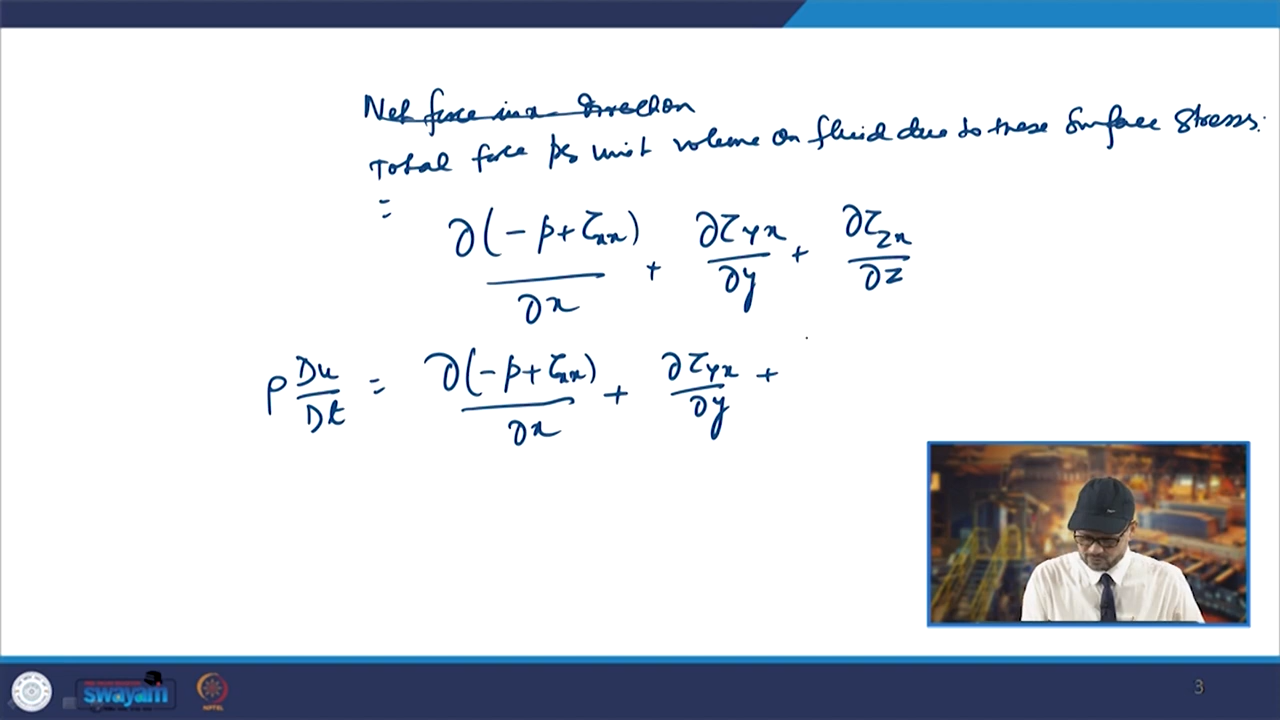 Net force in x direction
Total force per unit volume on fluid due to these Surface Stresses.
=
∂(-p+τxx)/∂x + ∂τyx/∂y + ∂τzx/∂z
ρ Du/Dt = ∂(-p+τxx)/∂x + ∂τyx/∂y +
swayam
3